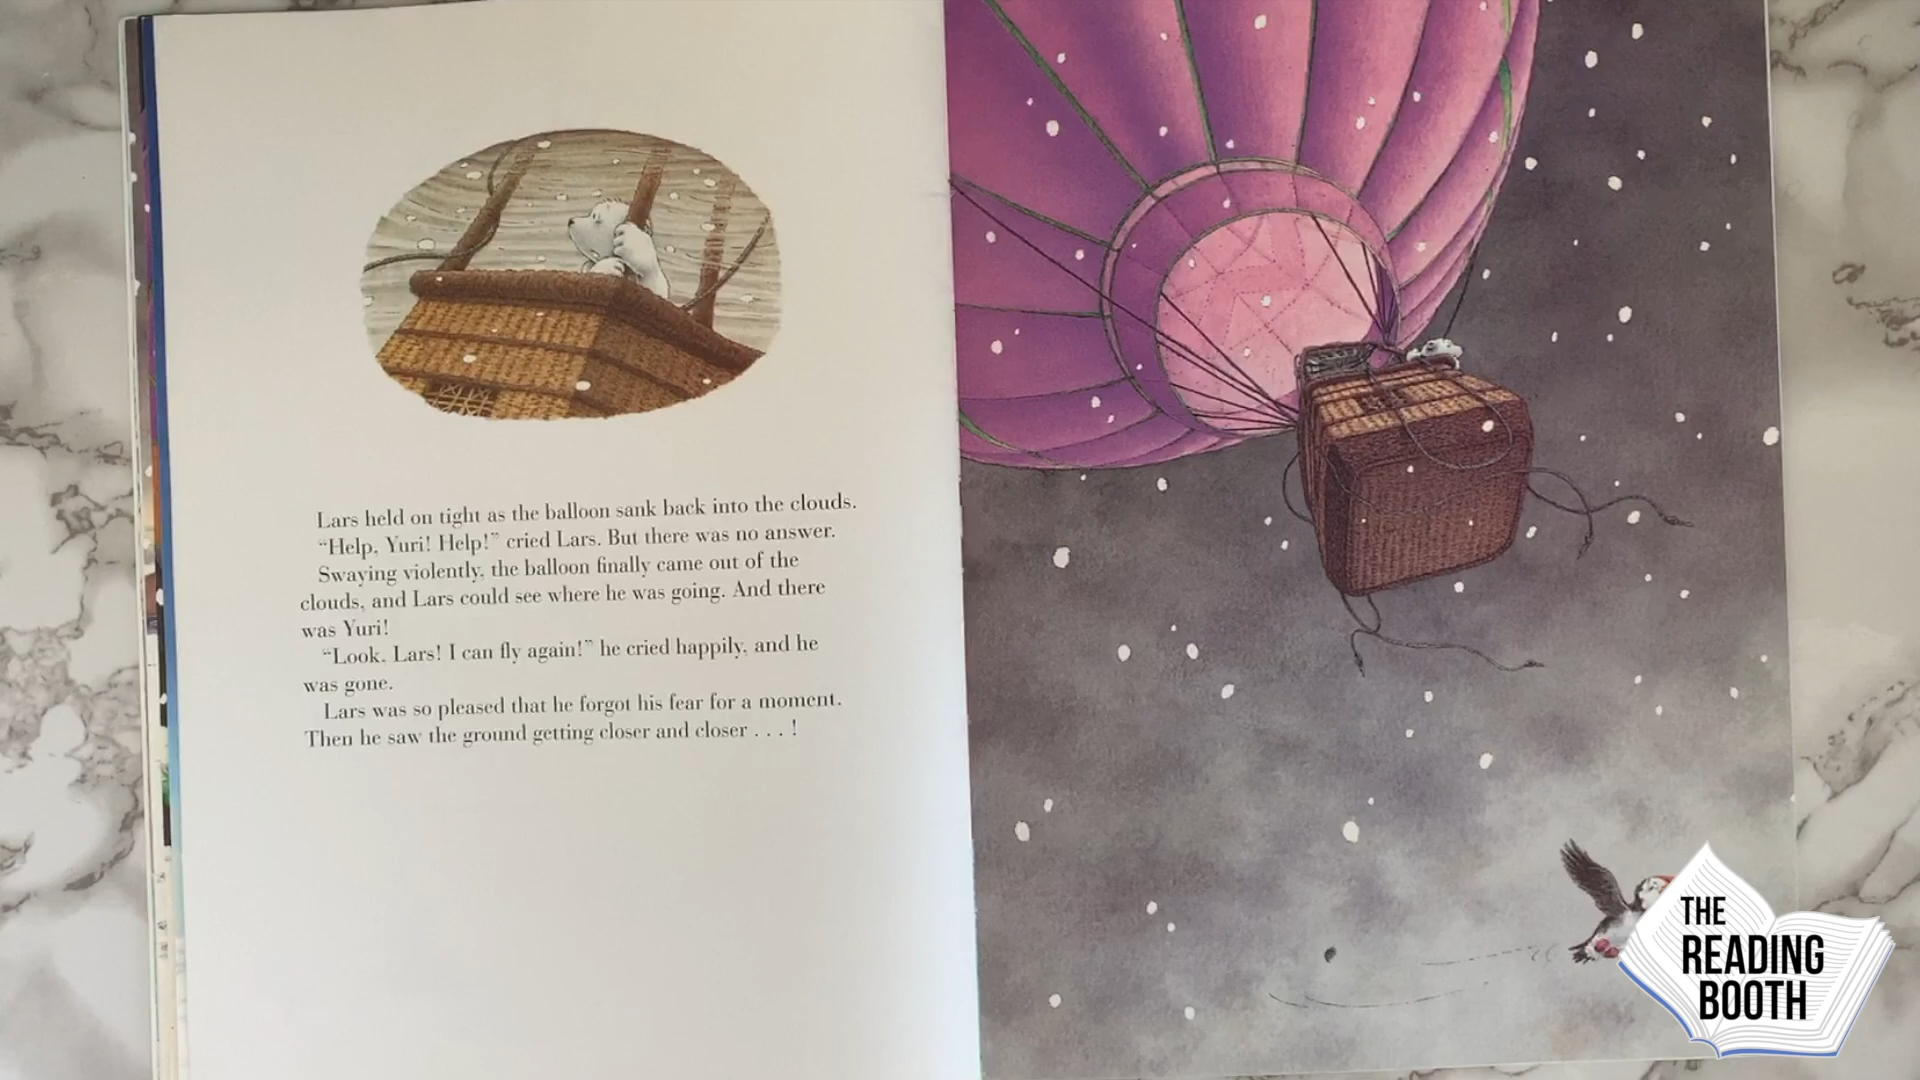 Lars held on tight as the balloon sank back into the clouds.
“Help, Yuri! Help!” cried Lars. But there was no answer.
Swaying violently, the balloon finally came out of the
clouds, and Lars could see where he was going. And there
was Yuri!
“Look, Lars! I can fly again!” he cried happily, and he
was gone.
Lars was so pleased that he forgot his fear for a moment.
Then he saw the ground getting closer and closer . . . !
THE
READING
BOOTH